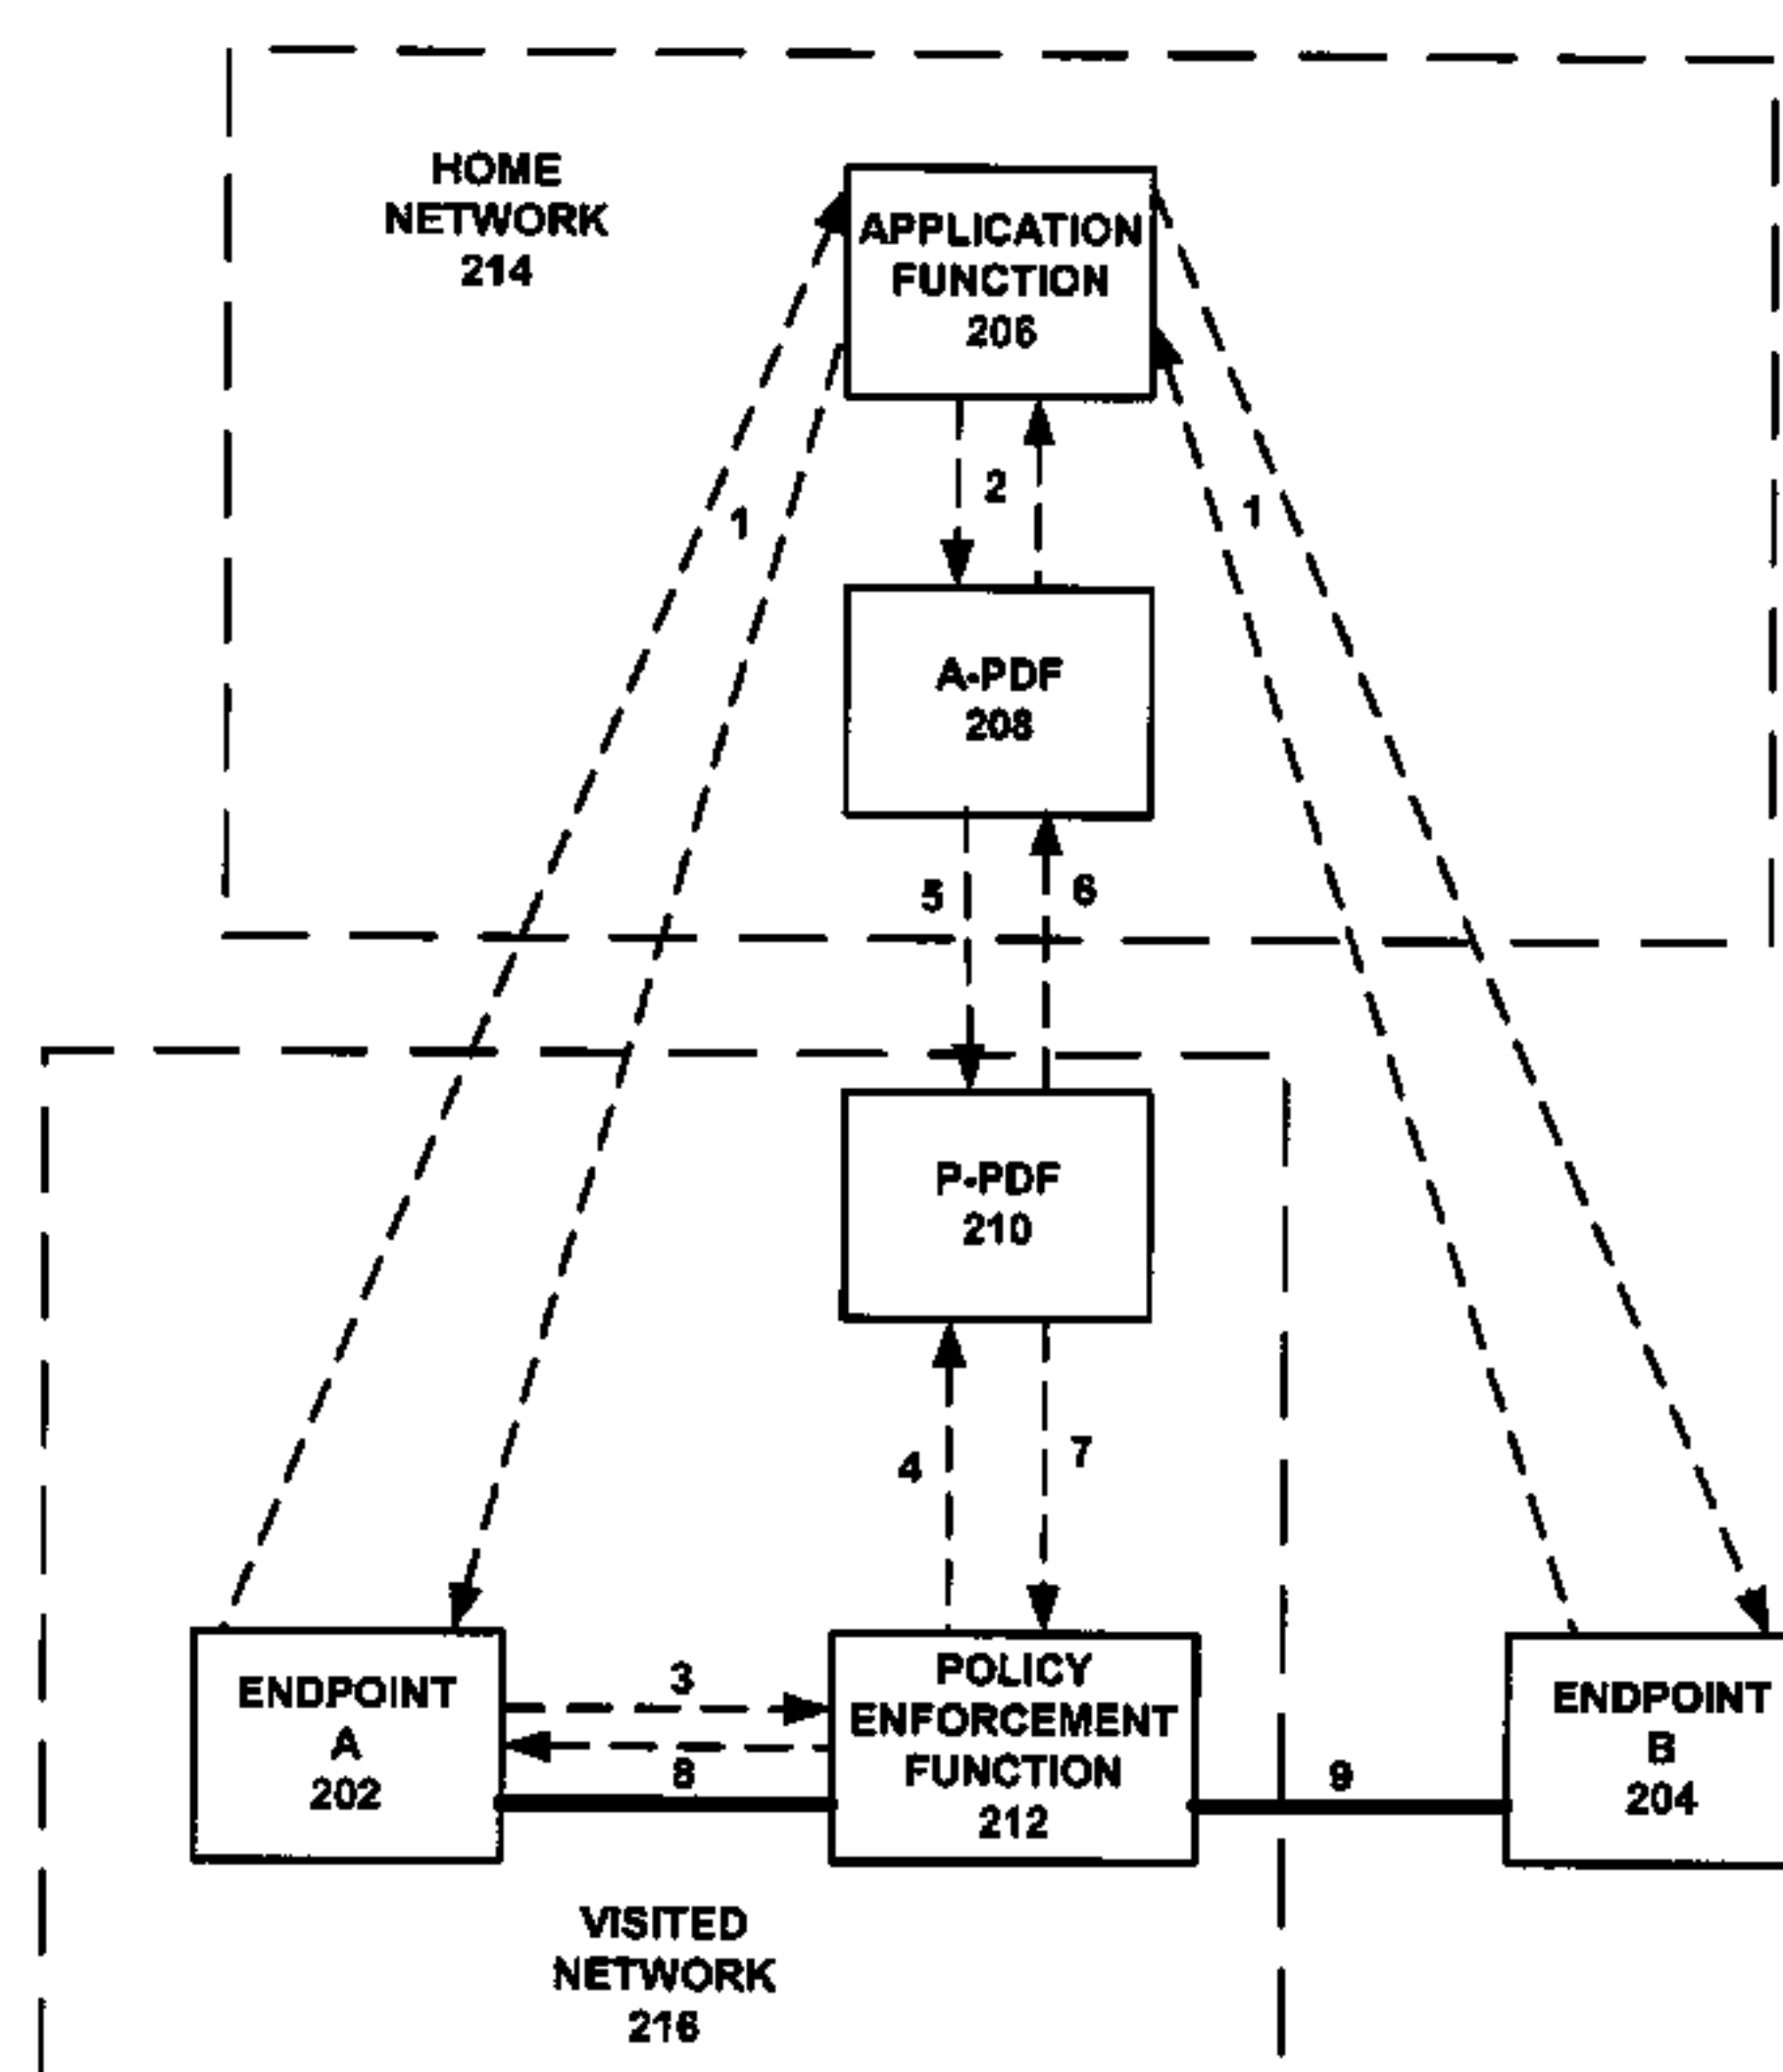 HOME
NETWORK
214
APPLICATION
FUNCTION
206
1
2
1
A-PDF
208
5
6
P-PDF
210
4
7
ENDPOINT
A
202
3
8
POLICY
ENFORCEMENT
FUNCTION
212
9
ENDPOINT
B
204
VISITED
NETWORK
216